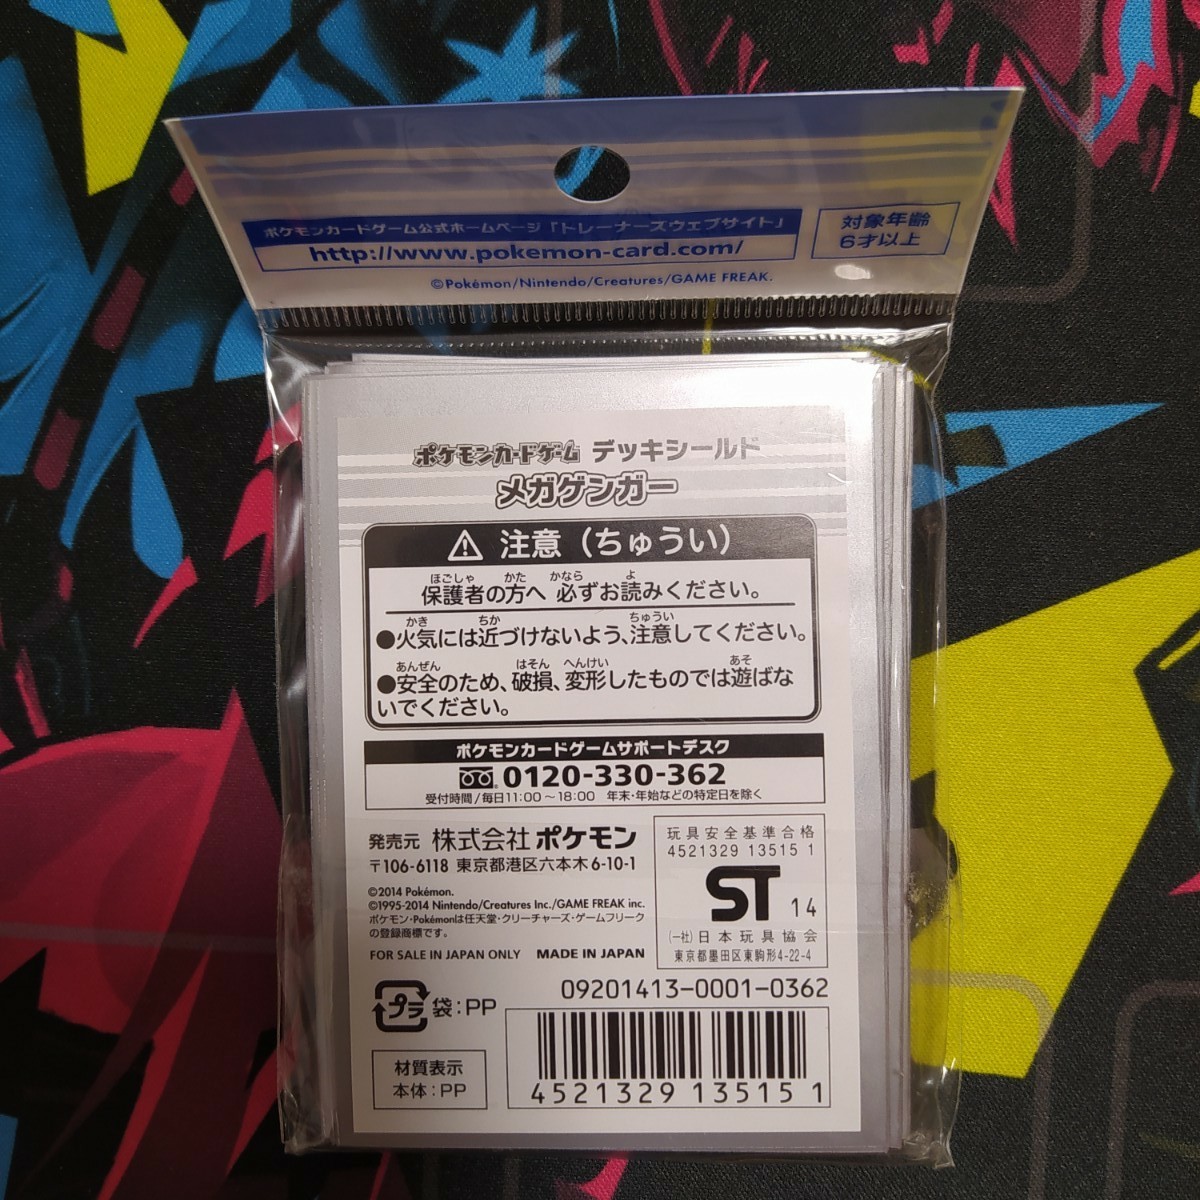 ポケモンカードゲーム公式ホームページ「トレーナーズウェブサイト」
http://www.pokemon-card.com/
対象年齢
6才以上
©Pokémon/Nintendo/Creatures/GAME FREAK.
ポケモンカードゲーム デッキシールド
メガゲンガー
⚠ 注意(ちゅうい)
ほごしゃ かた かなら よ
保護者の方へ 必ずお読みください。
かき ちか ちゅうい
●火気には近づけないよう、注意してください。
あんぜん はそん へんけい あそ
●安全のため、破損、変形したものでは遊ばな
いでください。
ポケモンカードゲームサポートデスク
0120-330-362
受付時間/毎日11:00~18:00 年末・年始などの特定日を除く
発売元 株式会社 ポケモン
〒106-6118 東京都港区六本木6-10-1
©2014 Pokémon.
©1995-2014 Nintendo/Creatures Inc./GAME FREAK inc.
ポケモン・Pokémonは任天堂・クリーチャーズ・ゲームフリーク
の登録商標です。
FOR SALE IN JAPAN ONLY MADE IN JAPAN
玩具安全基準合格
4521329 13515 1
ST 14
(一社)日本玩具協会
東京都墨田区東駒形4-22-4
09201413-0001-0362
プラ 袋:PP
材質表示
本体:PP
4521329 13515 1